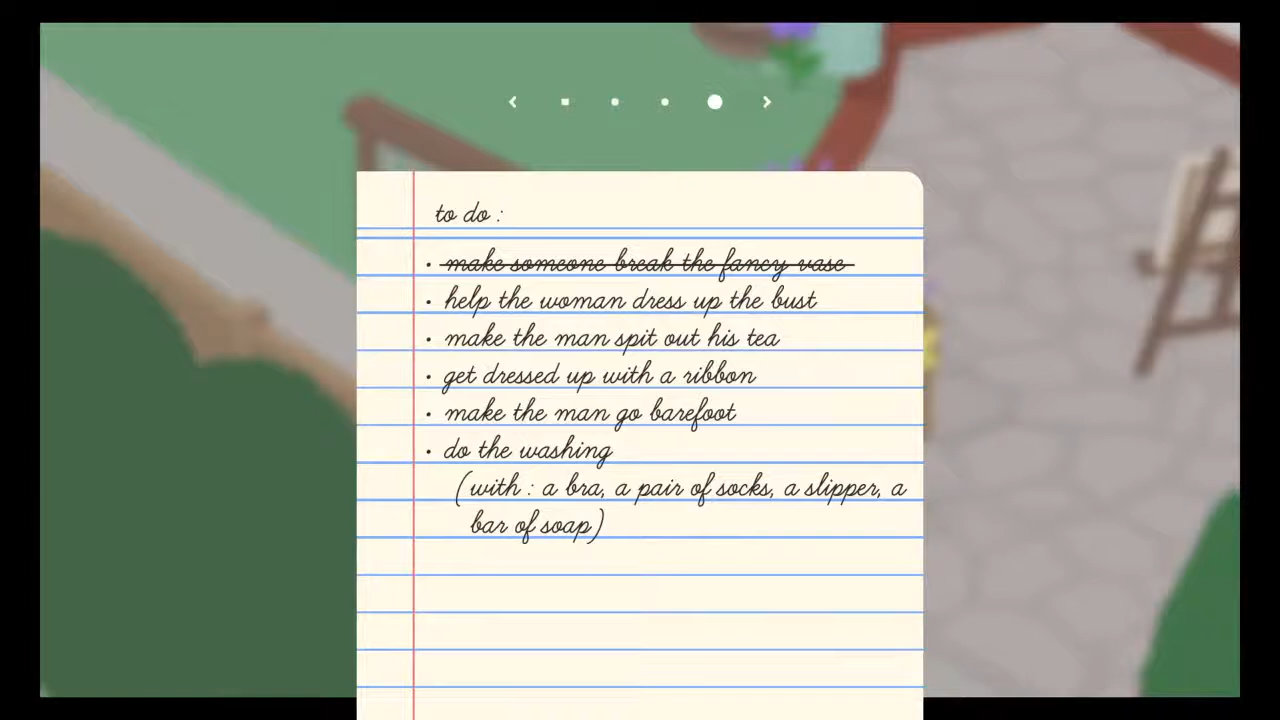 to do :
• make someone break the fancy vase
• help the woman dress up the bust
• make the man spit out his tea
• get dressed up with a ribbon
• make the man go barefoot
• do the washing
(with : a bra, a pair of socks, a slipper, a
bar of soap)